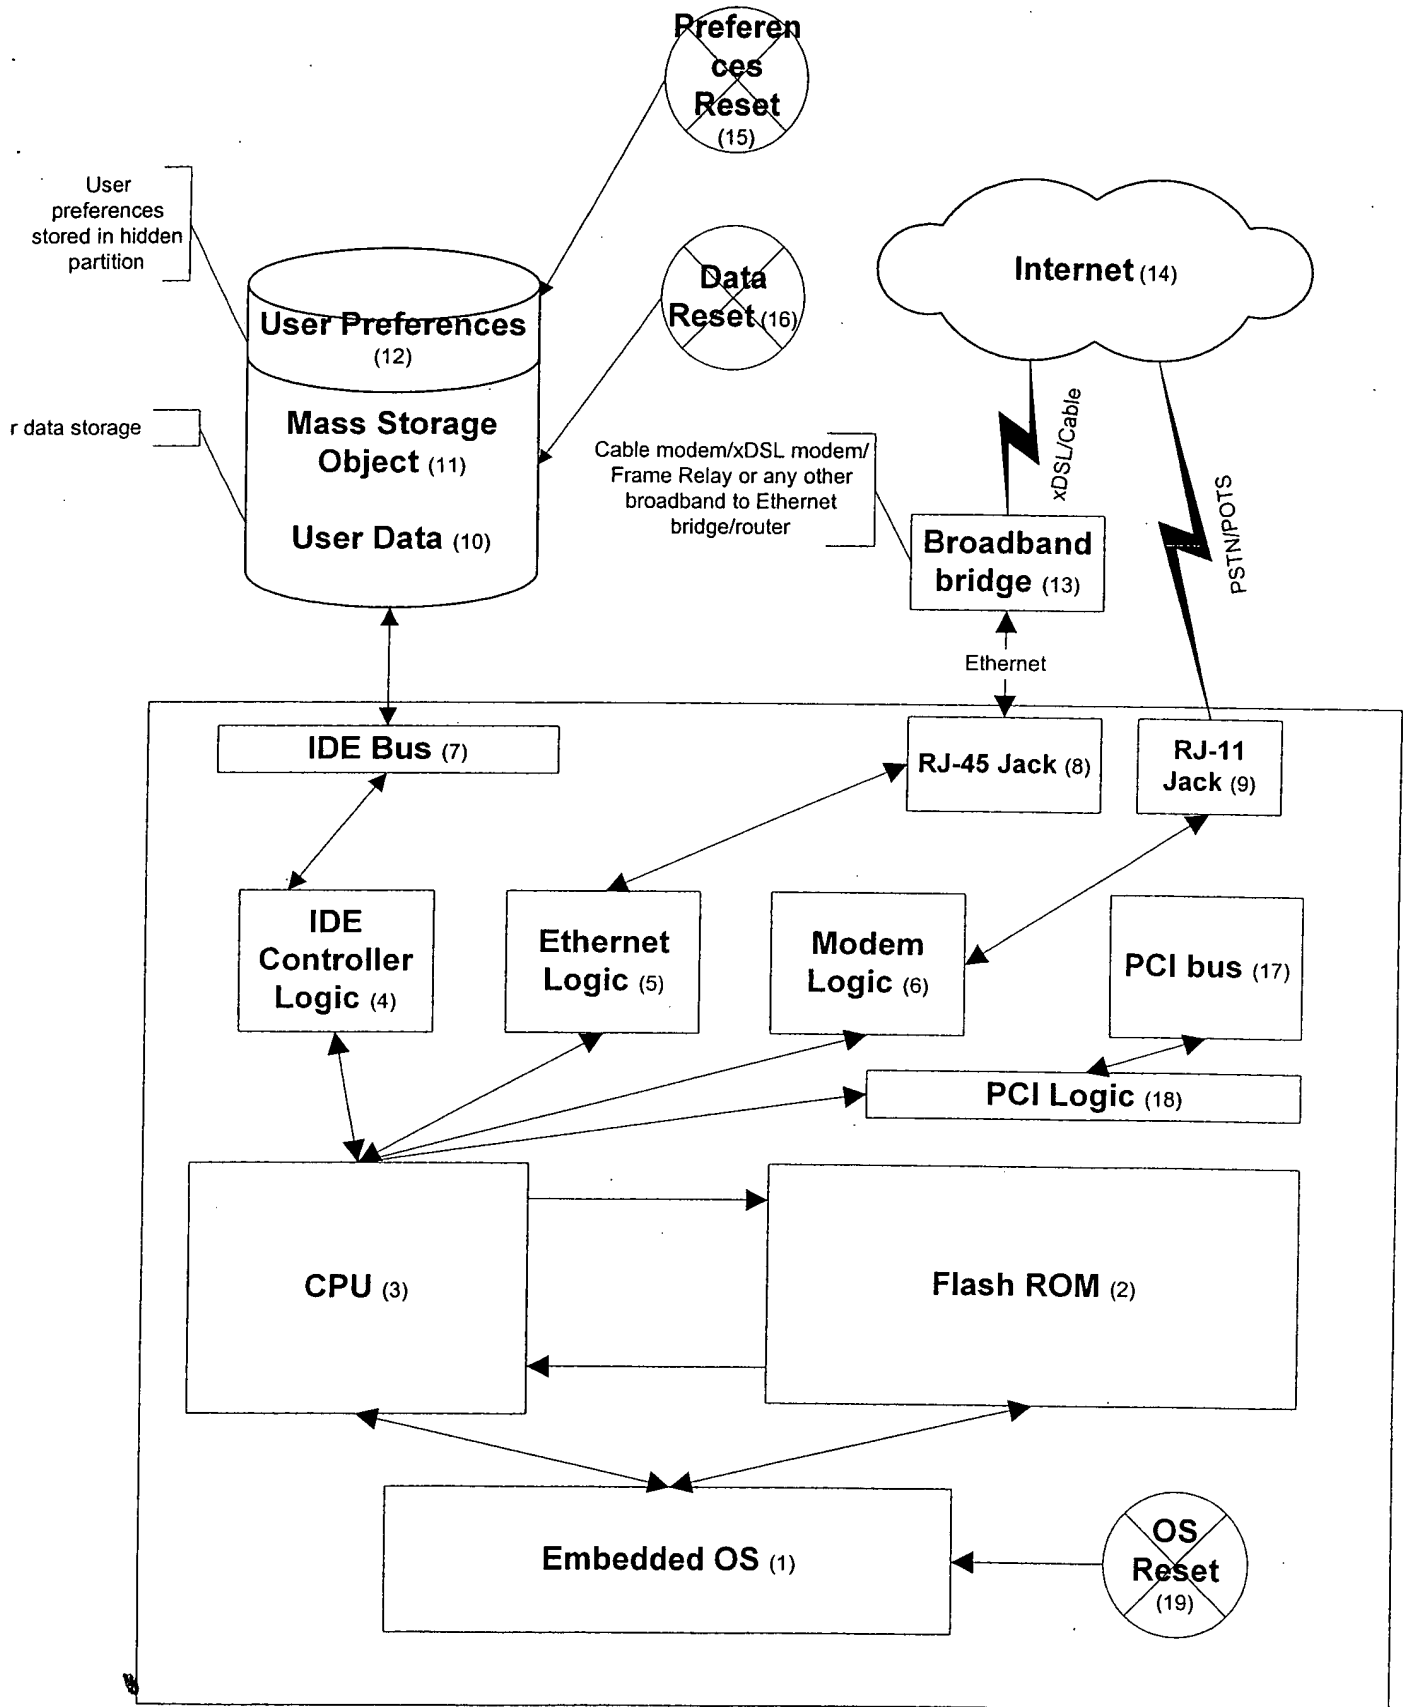 Preferen
ces
Reset
(15)
User
preferences
stored in hidden
partition
Data
Reset (16)
Internet (14)
User Preferences
(12)
Mass Storage
Object (11)
r data storage
User Data (10)
Cable modem/xDSL modem/
Frame Relay or any other
broadband to Ethernet
bridge/router
xDSL/Cable
PSTN/POTS
Broadband
bridge (13)
Ethernet
IDE Bus (7)
RJ-45 Jack (8)
RJ-11
Jack (9)
IDE
Controller
Logic (4)
Ethernet
Logic (5)
Modem
Logic (6)
PCI bus (17)
PCI Logic (18)
CPU (3)
Flash ROM (2)
Embedded OS (1)
OS
Reset
(19)